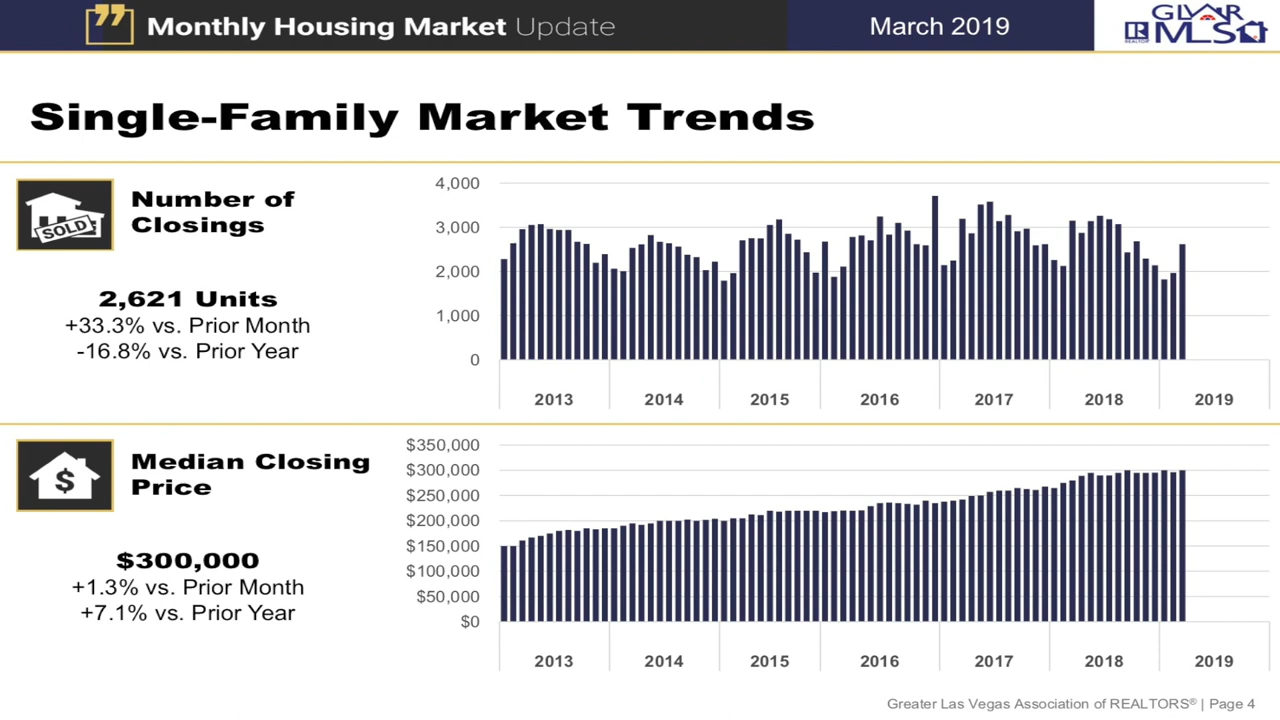 Monthly Housing Market Update
March 2019
GLVAR
REALTOR
MLS
Single-Family Market Trends
SOLD
Number of
Closings
2,621 Units
+33.3% vs. Prior Month
-16.8% vs. Prior Year
4,000
3,000
2,000
1,000
0
2013 2014 2015 2016 2017 2018 2019
$
Median Closing
Price
$300,000
+1.3% vs. Prior Month
+7.1% vs. Prior Year
$350,000
$300,000
$250,000
$200,000
$150,000
$100,000
$50,000
$0
2013 2014 2015 2016 2017 2018 2019
Greater Las Vegas Association of REALTORS® | Page 4